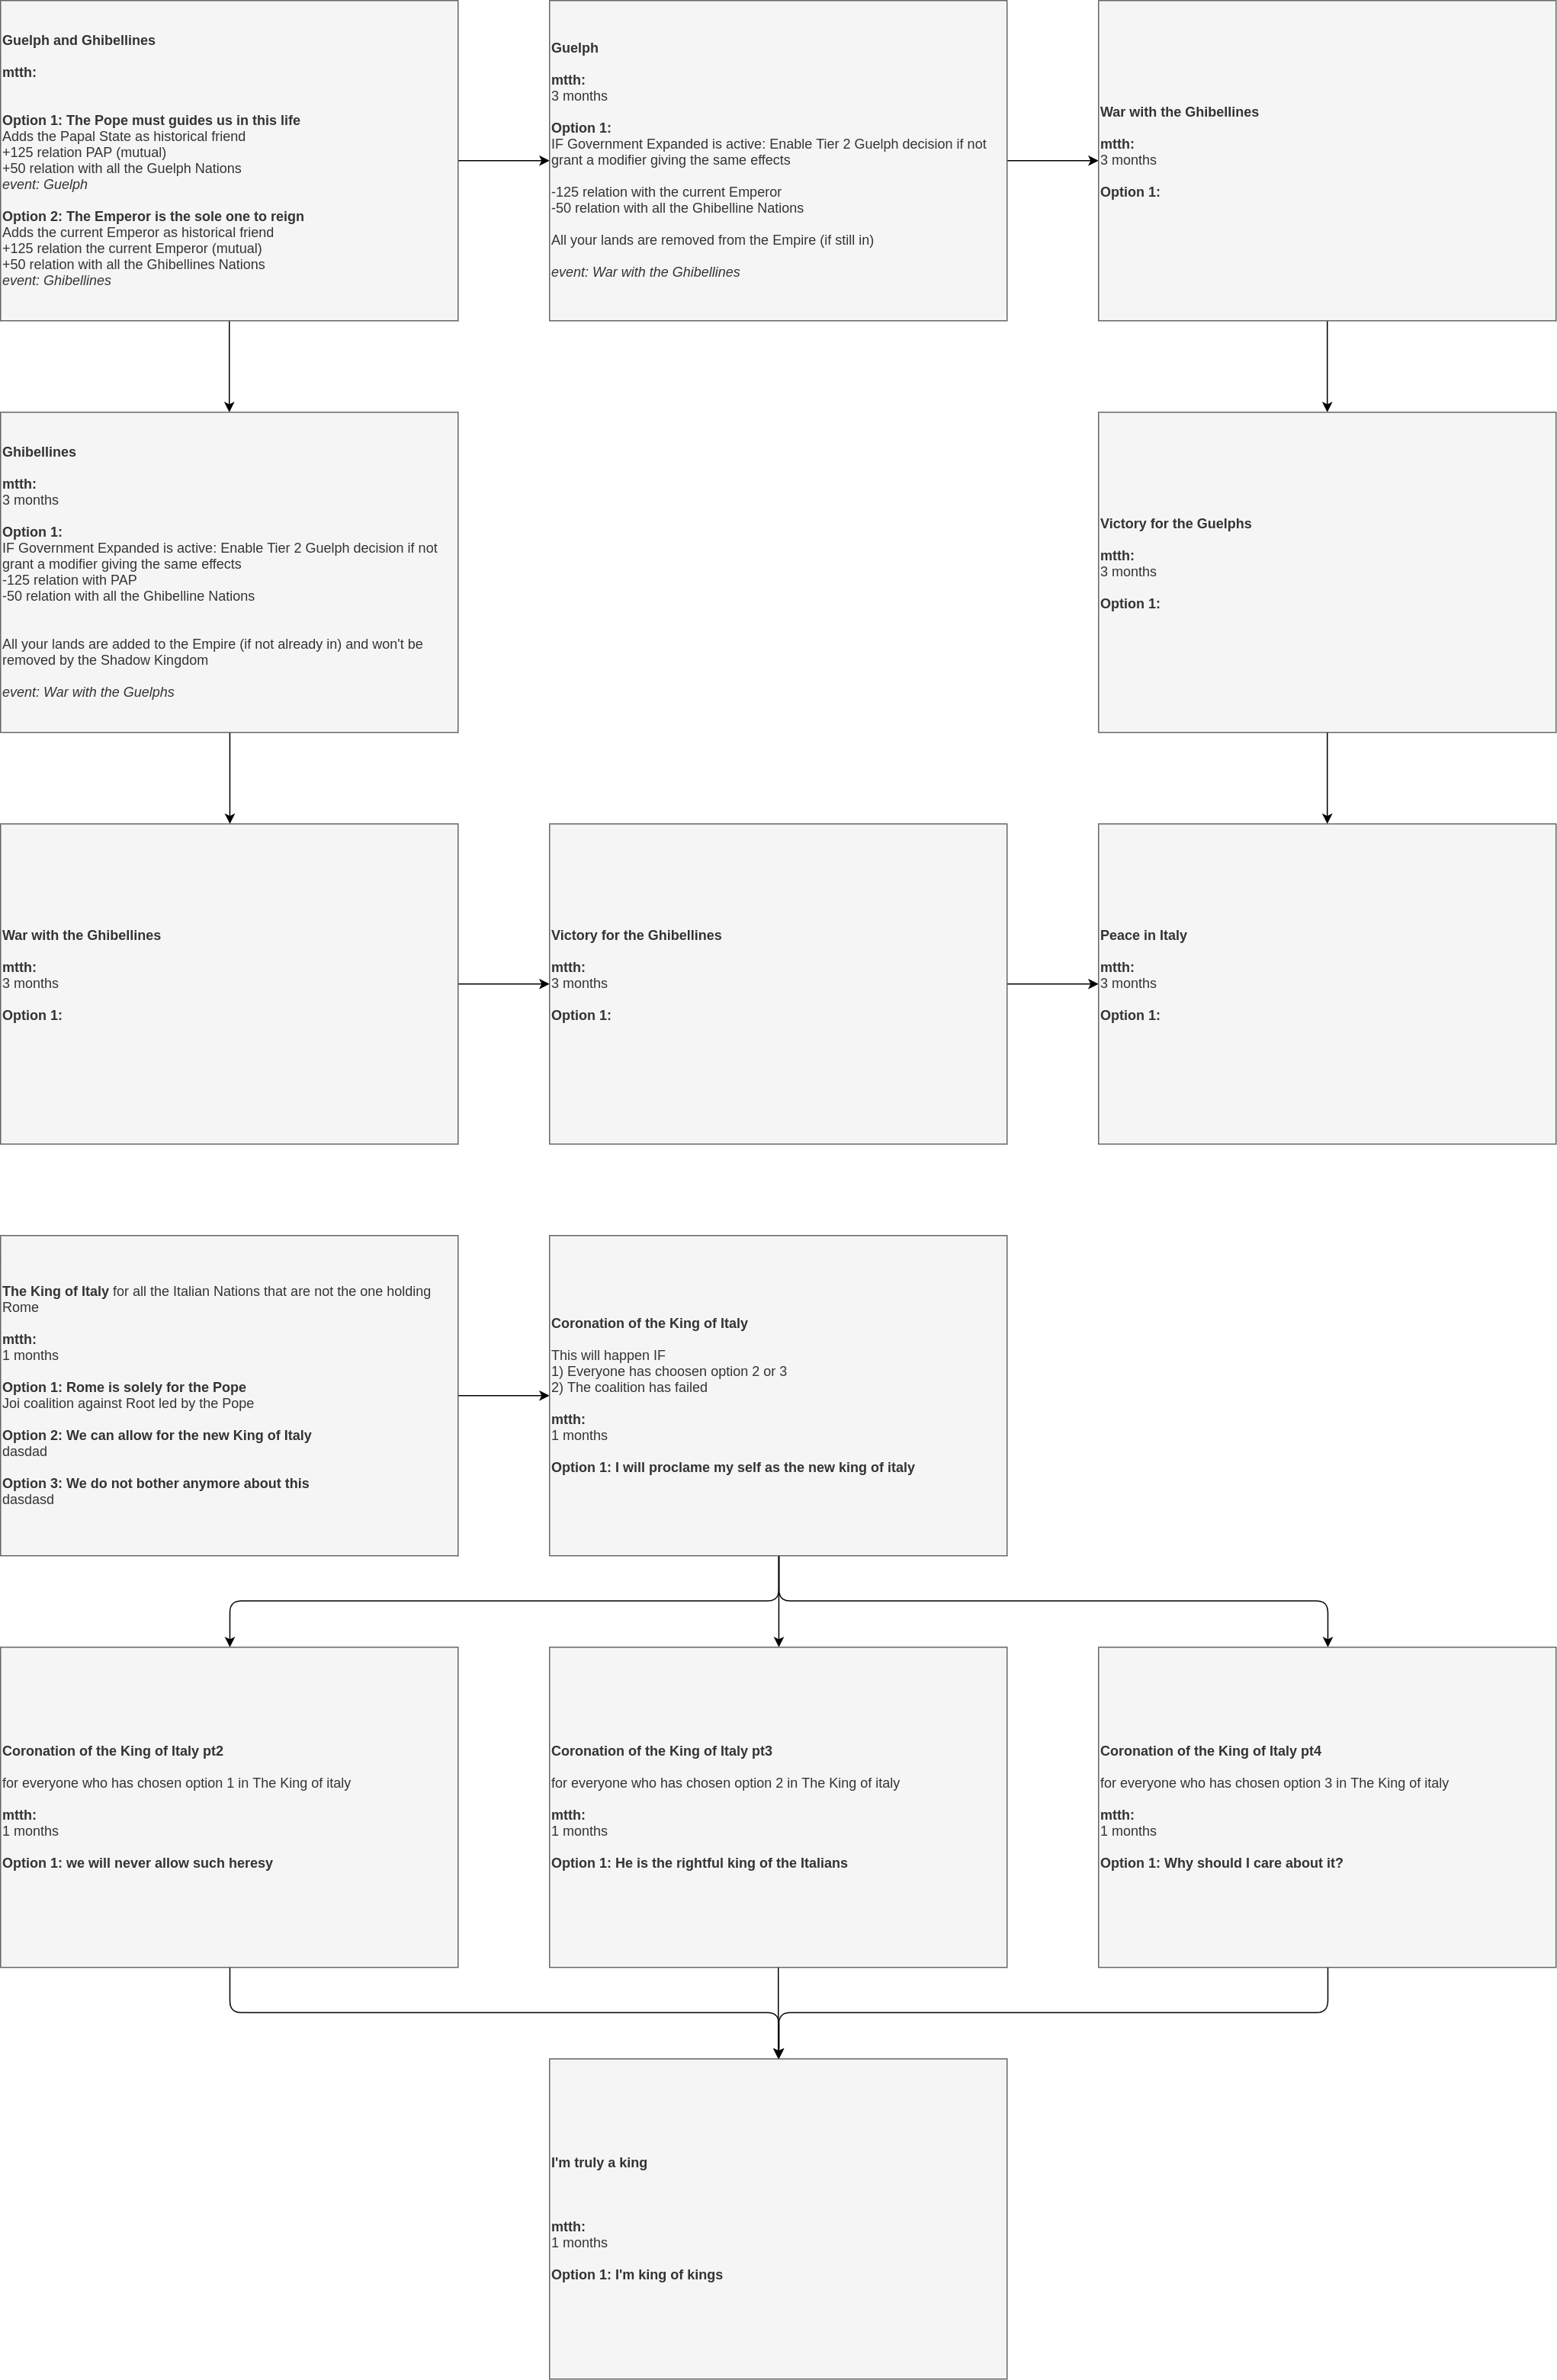 Guelph and Ghibellines
mtth:
Option 1: The Pope must guides us in this life
Adds the Papal State as historical friend
+125 relation PAP (mutual)
+50 relation with all the Guelph Nations
event: Guelph
Option 2: The Emperor is the sole one to reign
Adds the current Emperor as historical friend
+125 relation the current Emperor (mutual)
+50 relation with all the Ghibellines Nations
event: Ghibellines
Guelph
mtth:
3 months
Option 1:
IF Government Expanded is active: Enable Tier 2 Guelph decision if not
grant a modifier giving the same effects
-125 relation with the current Emperor
-50 relation with all the Ghibelline Nations
All your lands are removed from the Empire (if still in)
event: War with the Ghibellines
War with the Ghibellines
mtth:
3 months
Option 1:
Ghibellines
mtth:
3 months
Option 1:
IF Government Expanded is active: Enable Tier 2 Guelph decision if not
grant a modifier giving the same effects
-125 relation with PAP
-50 relation with all the Ghibelline Nations
All your lands are added to the Empire (if not already in) and won't be
removed by the Shadow Kingdom
event: War with the Guelphs
Victory for the Guelphs
mtth:
3 months
Option 1:
War with the Ghibellines
mtth:
3 months
Option 1:
Victory for the Ghibellines
mtth:
3 months
Option 1:
Peace in Italy
mtth:
3 months
Option 1:
The King of Italy for all the Italian Nations that are not the one holding
Rome
mtth:
1 months
Option 1: Rome is solely for the Pope
Joi coalition against Root led by the Pope
Option 2: We can allow for the new King of Italy
dasdad
Option 3: We do not bother anymore about this
dasdasd
Coronation of the King of Italy
This will happen IF
1) Everyone has choosen option 2 or 3
2) The coalition has failed
mtth:
1 months
Option 1: I will proclame my self as the new king of italy
Coronation of the King of Italy pt2
for everyone who has chosen option 1 in The King of italy
mtth:
1 months
Option 1: we will never allow such heresy
Coronation of the King of Italy pt3
for everyone who has chosen option 2 in The King of italy
mtth:
1 months
Option 1: He is the rightful king of the Italians
Coronation of the King of Italy pt4
for everyone who has chosen option 3 in The King of italy
mtth:
1 months
Option 1: Why should I care about it?
I'm truly a king
mtth:
1 months
Option 1: I'm king of kings